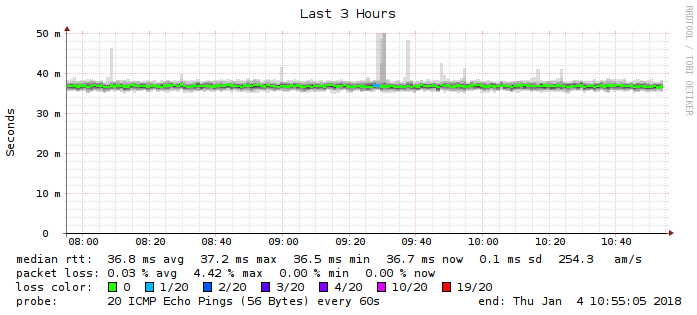 Last 3 Hours
RRDTOOL / TOBI OETIKER
Seconds
50 m
40 m
30 m
20 m
10 m
0
08:00 08:20 08:40 09:00 09:20 09:40 10:00 10:20 10:40
median rtt: 36.8 ms avg 37.2 ms max 36.5 ms min 36.7 ms now 0.1 ms sd 254.3 am/s
packet loss: 0.03 % avg 4.42 % max 0.00 % min 0.00 % now
loss color: 0 1/20 2/20 3/20 4/20 10/20 19/20
probe: 20 ICMP Echo Pings (56 Bytes) every 60s end: Thu Jan 4 10:55:05 2018